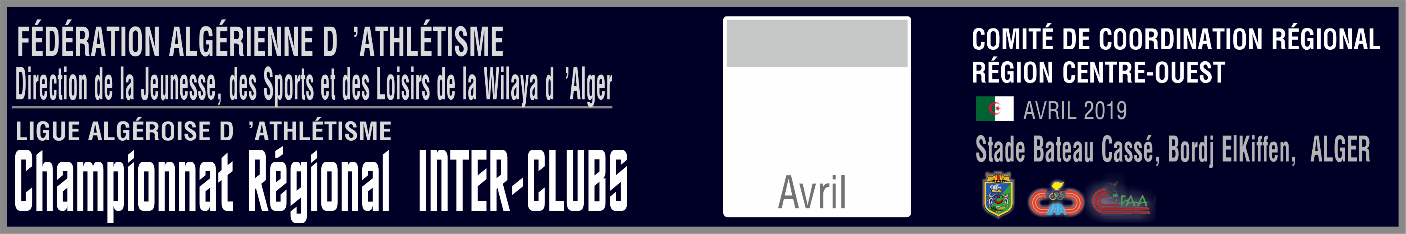 FÉDÉRATION ALGÉRIENNE D 'ATHLÉTISME
Direction de la Jeunesse, des Sports et des Loisirs de la Wilaya d 'Alger
LIGUE ALGÉROISE D 'ATHLÉTISME
Championnat Régional INTER-CLUBS
Avril
COMITÉ DE COORDINATION RÉGIONAL
RÉGION CENTRE-OUEST
AVRIL 2019
Stade Bateau Cassé, Bordj ElKiffen, ALGER
FAA